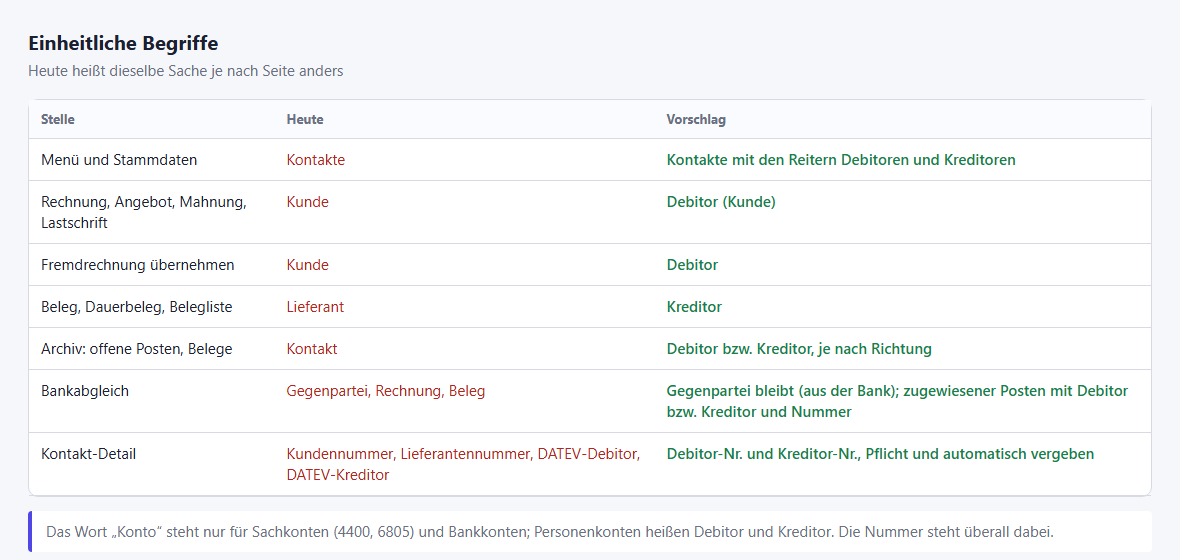 Einheitliche Begriffe
Heute heißt dieselbe Sache je nach Seite anders
Stelle Heute Vorschlag
Menü und Stammdaten Kontakte Kontakte mit den Reitern Debitoren und Kreditoren
Rechnung, Angebot, Mahnung, Kunde Debitor (Kunde)
Lastschrift
Fremdrechnung übernehmen Kunde Debitor
Beleg, Dauerbeleg, Belegliste Lieferant Kreditor
Archiv: offene Posten, Belege Kontakt Debitor bzw. Kreditor, je nach Richtung
Bankabgleich Gegenpartei, Rechnung, Beleg Gegenpartei bleibt (aus der Bank); zugewiesener Posten mit Debitor
bzw. Kreditor und Nummer
Kontakt-Detail Kundennummer, Lieferantennummer, DATEV-Debitor, Debitor-Nr. und Kreditor-Nr., Pflicht und automatisch vergeben
DATEV-Kreditor
Das Wort „Konto“ steht nur für Sachkonten (4400, 6805) und Bankkonten; Personenkonten heißen Debitor und Kreditor. Die Nummer steht überall dabei.